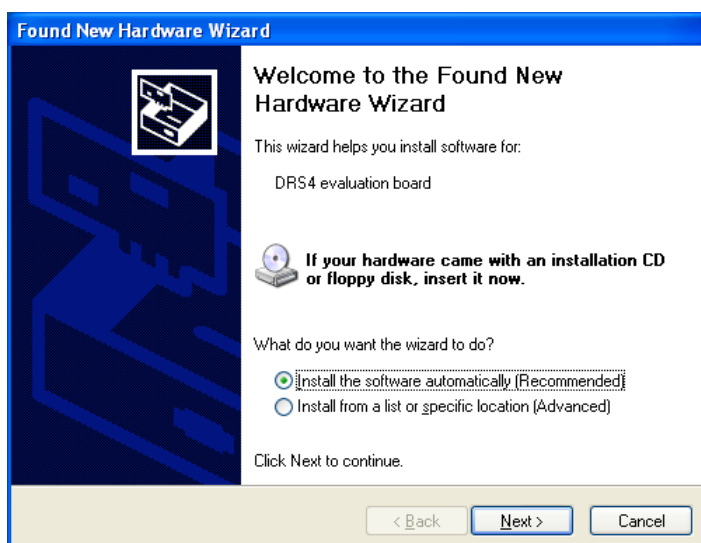 Found New Hardware Wizard
Welcome to the Found New
Hardware Wizard
This wizard helps you install software for:
DRS4 evaluation board
If your hardware came with an installation CD
or floppy disk, insert it now.
What do you want the wizard to do?
Install the software automatically (Recommended)
Install from a list or specific location (Advanced)
Click Next to continue.
< Back Next > Cancel